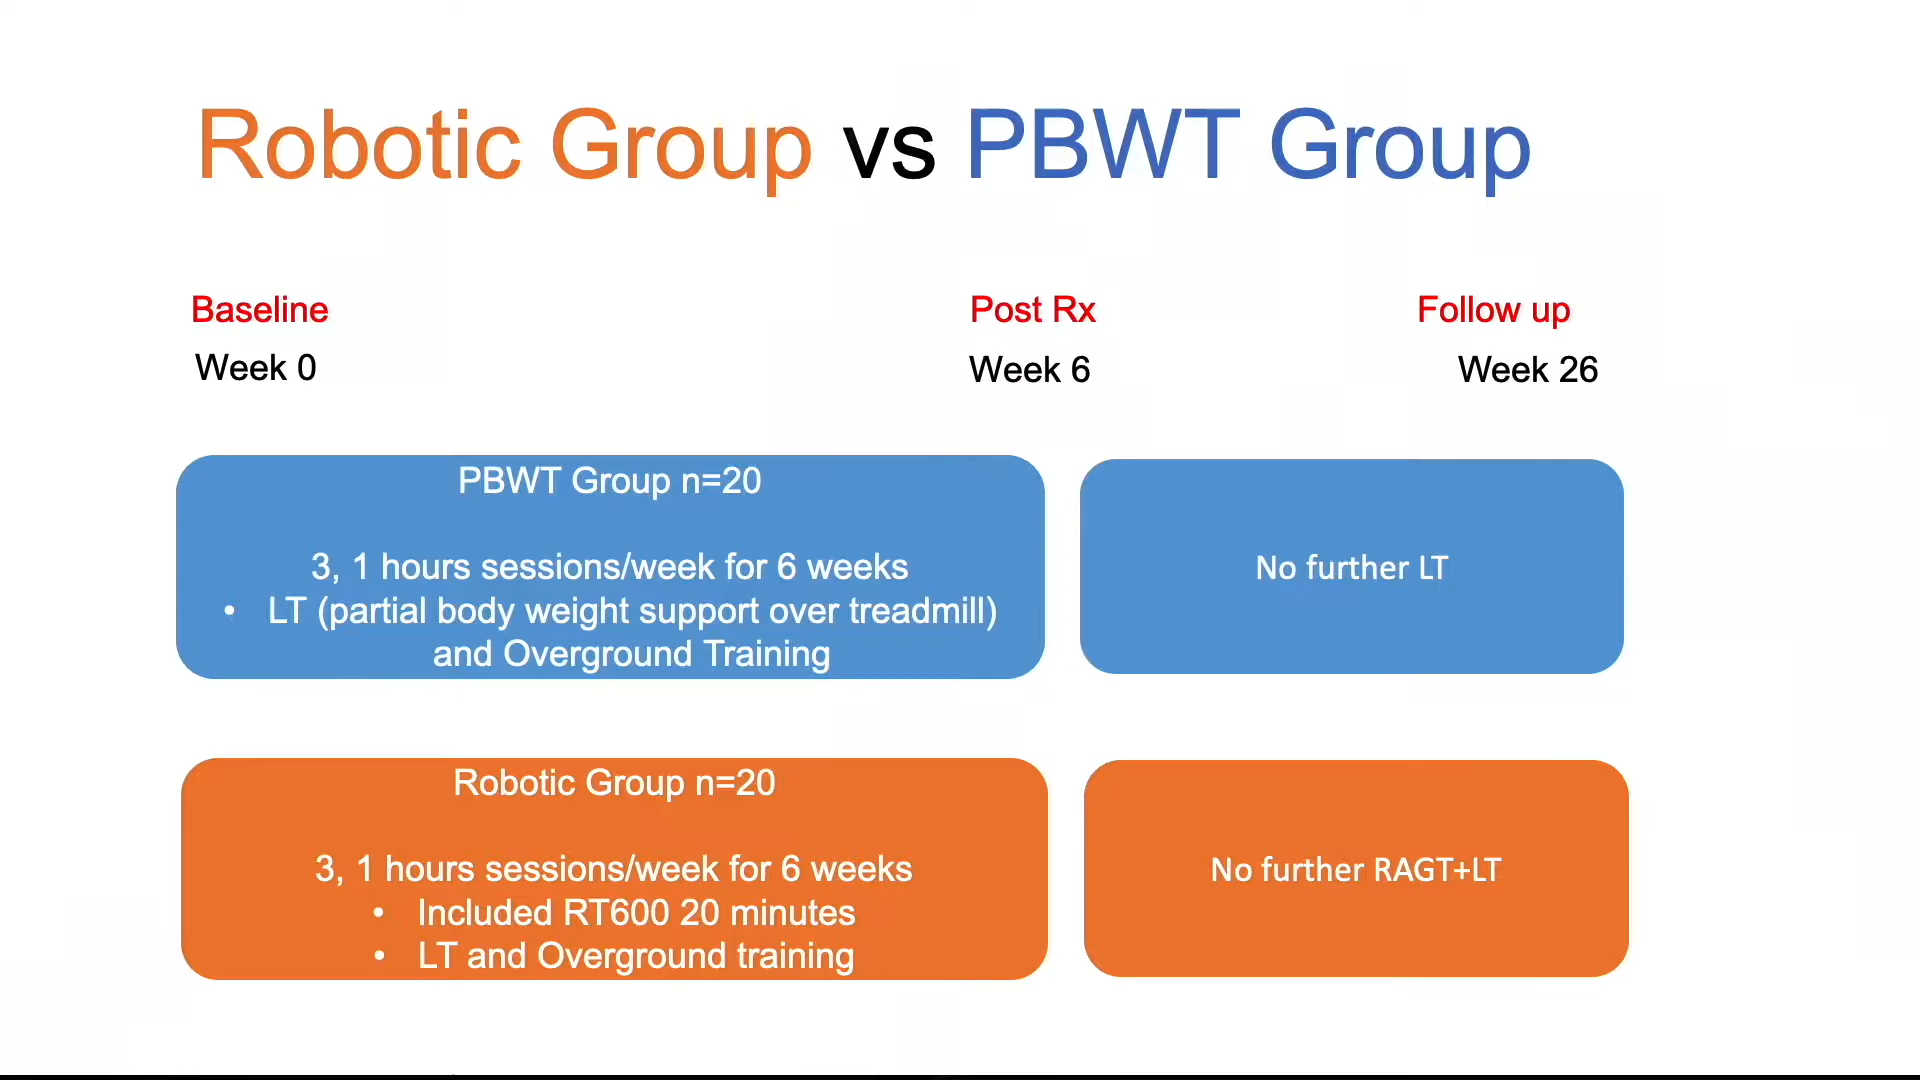 Robotic Group vs PBWT Group
Baseline
Post Rx
Follow up
Week 0
Week 6
Week 26
PBWT Group n=20
3, 1 hours sessions/week for 6 weeks
• LT (partial body weight support over treadmill)
and Overground Training
No further LT
Robotic Group n=20
3, 1 hours sessions/week for 6 weeks
• Included RT600 20 minutes
• LT and Overground training
No further RAGT+LT